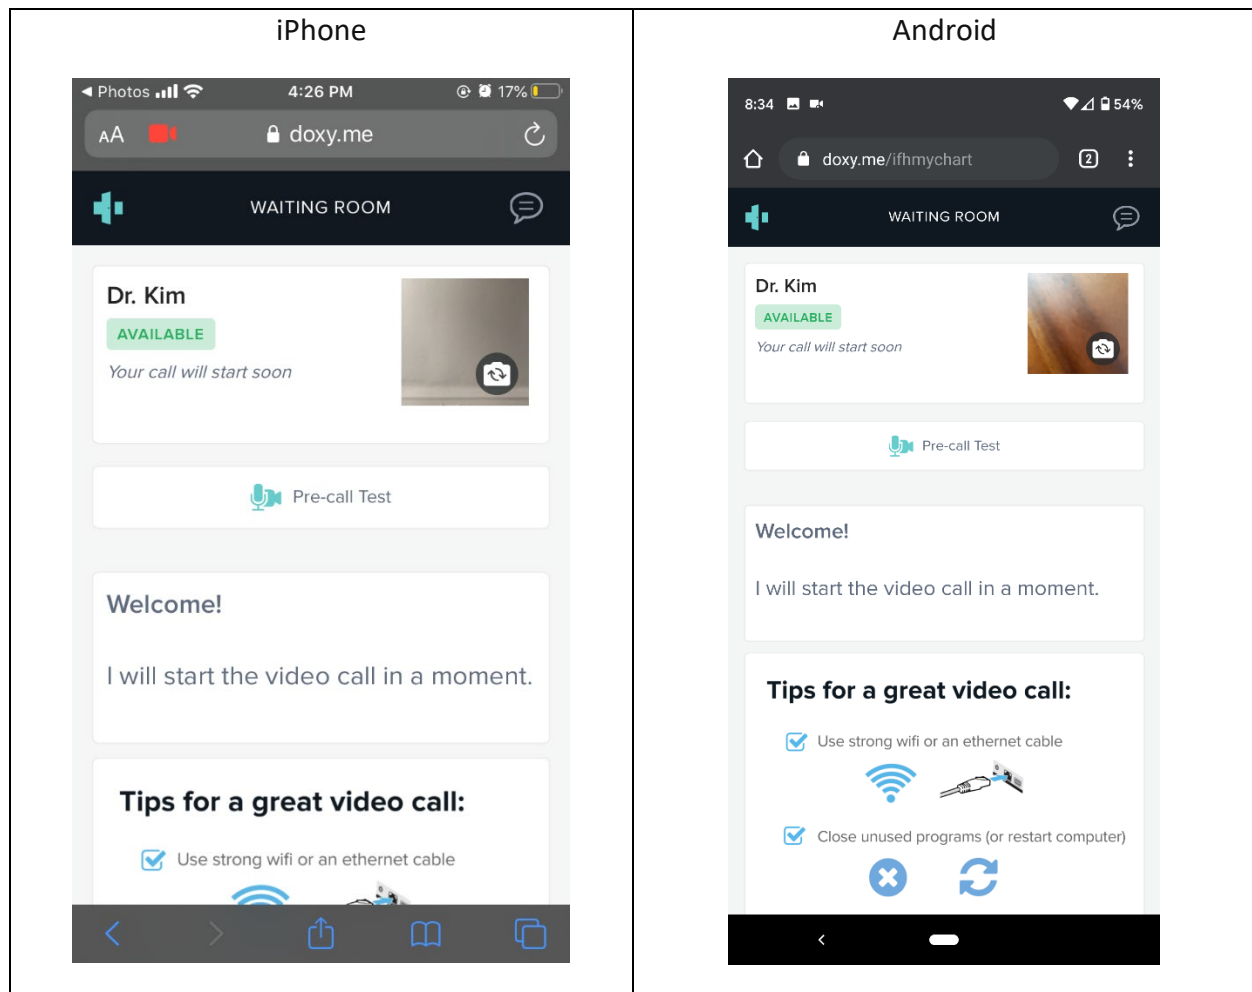 iPhone
Photos 4:26 PM 17%
AA doxy.me
WAITING ROOM
Dr. Kim
AVAILABLE
Your call will start soon
Pre-call Test
Welcome!
I will start the video call in a moment.
Tips for a great video call:
Use strong wifi or an ethernet cable
Android
8:34 54%
doxy.me/ifhmychart 2
WAITING ROOM
Dr. Kim
AVAILABLE
Your call will start soon
Pre-call Test
Welcome!
I will start the video call in a moment.
Tips for a great video call:
Use strong wifi or an ethernet cable
Close unused programs (or restart computer)